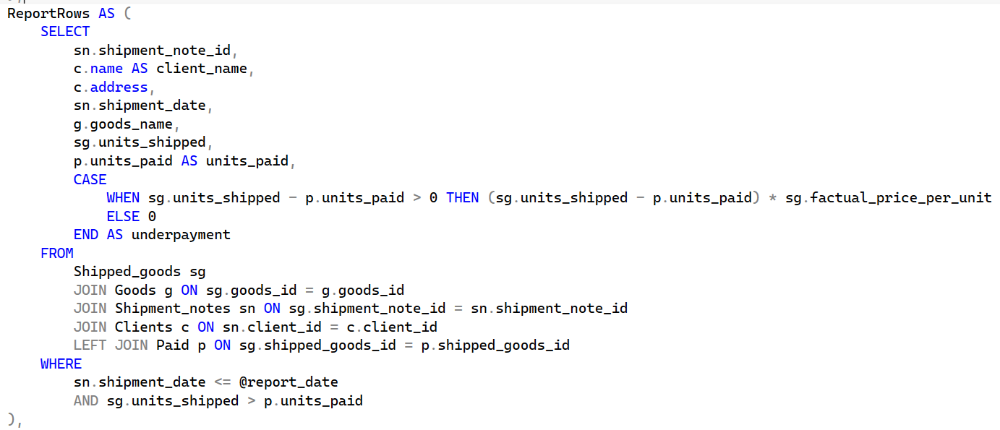 ReportRows AS (
    SELECT
        sn.shipment_note_id,
        c.name AS client_name,
        c.address,
        sn.shipment_date,
        g.goods_name,
        sg.units_shipped,
        p.units_paid AS units_paid,
        CASE
            WHEN sg.units_shipped - p.units_paid > 0 THEN (sg.units_shipped - p.units_paid) * sg.factual_price_per_unit
            ELSE 0
        END AS underpayment
    FROM
        Shipped_goods sg
        JOIN Goods g ON sg.goods_id = g.goods_id
        JOIN Shipment_notes sn ON sg.shipment_note_id = sn.shipment_note_id
        JOIN Clients c ON sn.client_id = c.client_id
        LEFT JOIN Paid p ON sg.shipped_goods_id = p.shipped_goods_id
    WHERE
        sn.shipment_date <= @report_date
        AND sg.units_shipped > p.units_paid
),